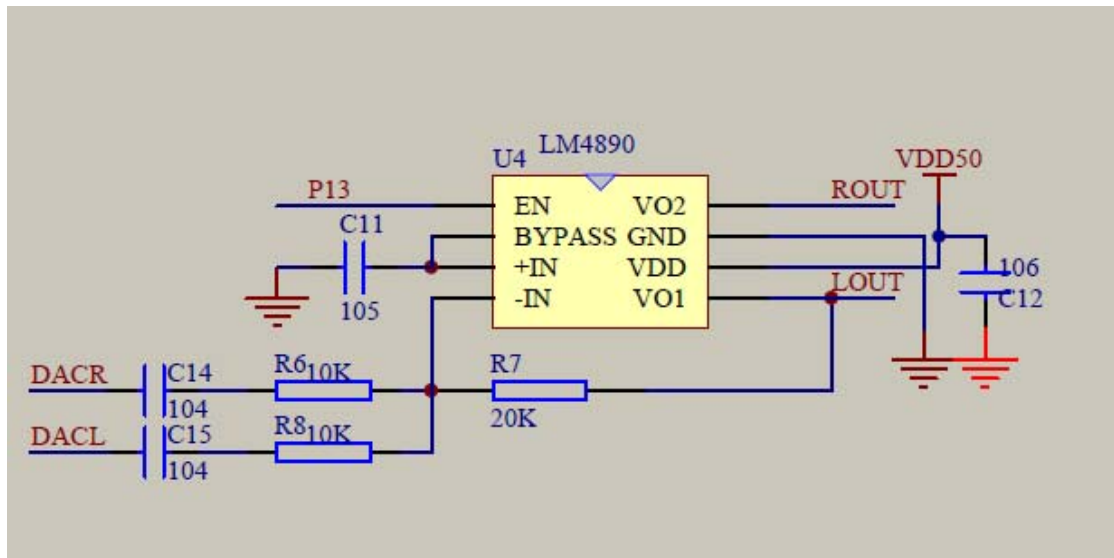 LM4890
U4
VDD50
P13
EN
VO2
ROUT
C11
BYPASS
GND
+IN
VDD
106
LOUT
105
-IN
VO1
C12
DACR
C14
R6
10K
R7
104
20K
DACL
C15
R8
10K
104